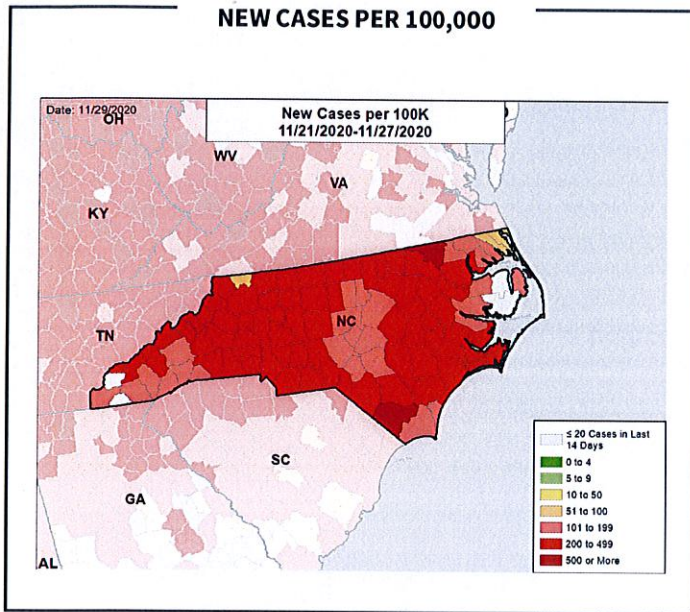 NEW CASES PER 100,000
Date: 11/29/2020
New Cases per 100K
11/21/2020-11/27/2020
OH
WV
VA
KY
TN
NC
SC
GA
AL
≤ 20 Cases in Last
14 Days
0 to 4
5 to 9
10 to 50
51 to 100
101 to 199
200 to 499
500 or More